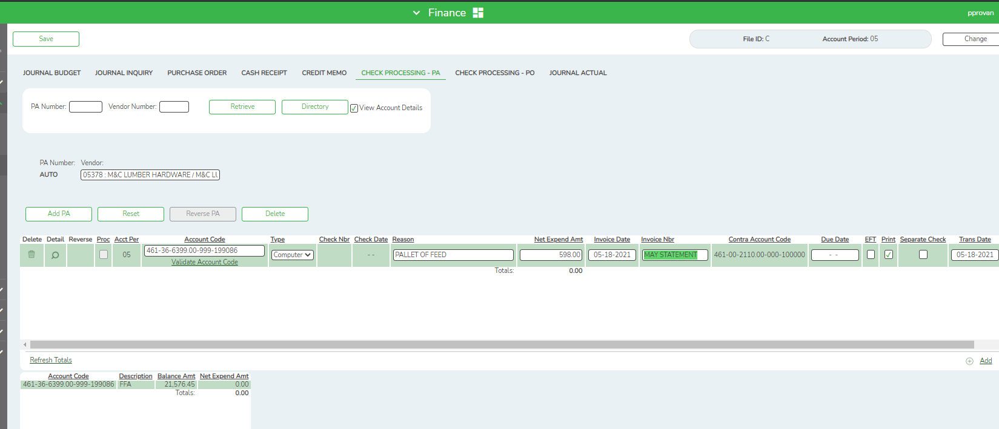 Finance
pprovan
Save
File ID: C
Account Period: 05
Change
JOURNAL BUDGET JOURNAL INQUIRY PURCHASE ORDER CASH RECEIPT CREDIT MEMO CHECK PROCESSING - PA CHECK PROCESSING - PO JOURNAL ACTUAL
PA Number: Vendor Number: Retrieve Directory View Account Details
PA Number: Vendor:
AUTO 05378 : M&C LUMBER HARDWARE / M&C LU
Add PA Reset Reverse PA Delete
Delete Detail Reverse Proc Acct Per Account Code Type Check Nbr Check Date Reason Net Expend Amt Invoice Date Invoice Nbr Contra Account Code Due Date EFT Print Separate Check Trans Date
05 461-36-6399.00-999-199086 Computer - - PALLET OF FEED 598.00 05-18-2021 MAY STATEMENT 461-00-2110.00-000-100000 - - 05-18-2021
Validate Account Code
Totals: 0.00
Refresh Totals
Add
Account Code Description Balance Amt Net Expend Amt
461-36-6399.00-999-199086 FFA 21,576.45 0.00
Totals: 0.00